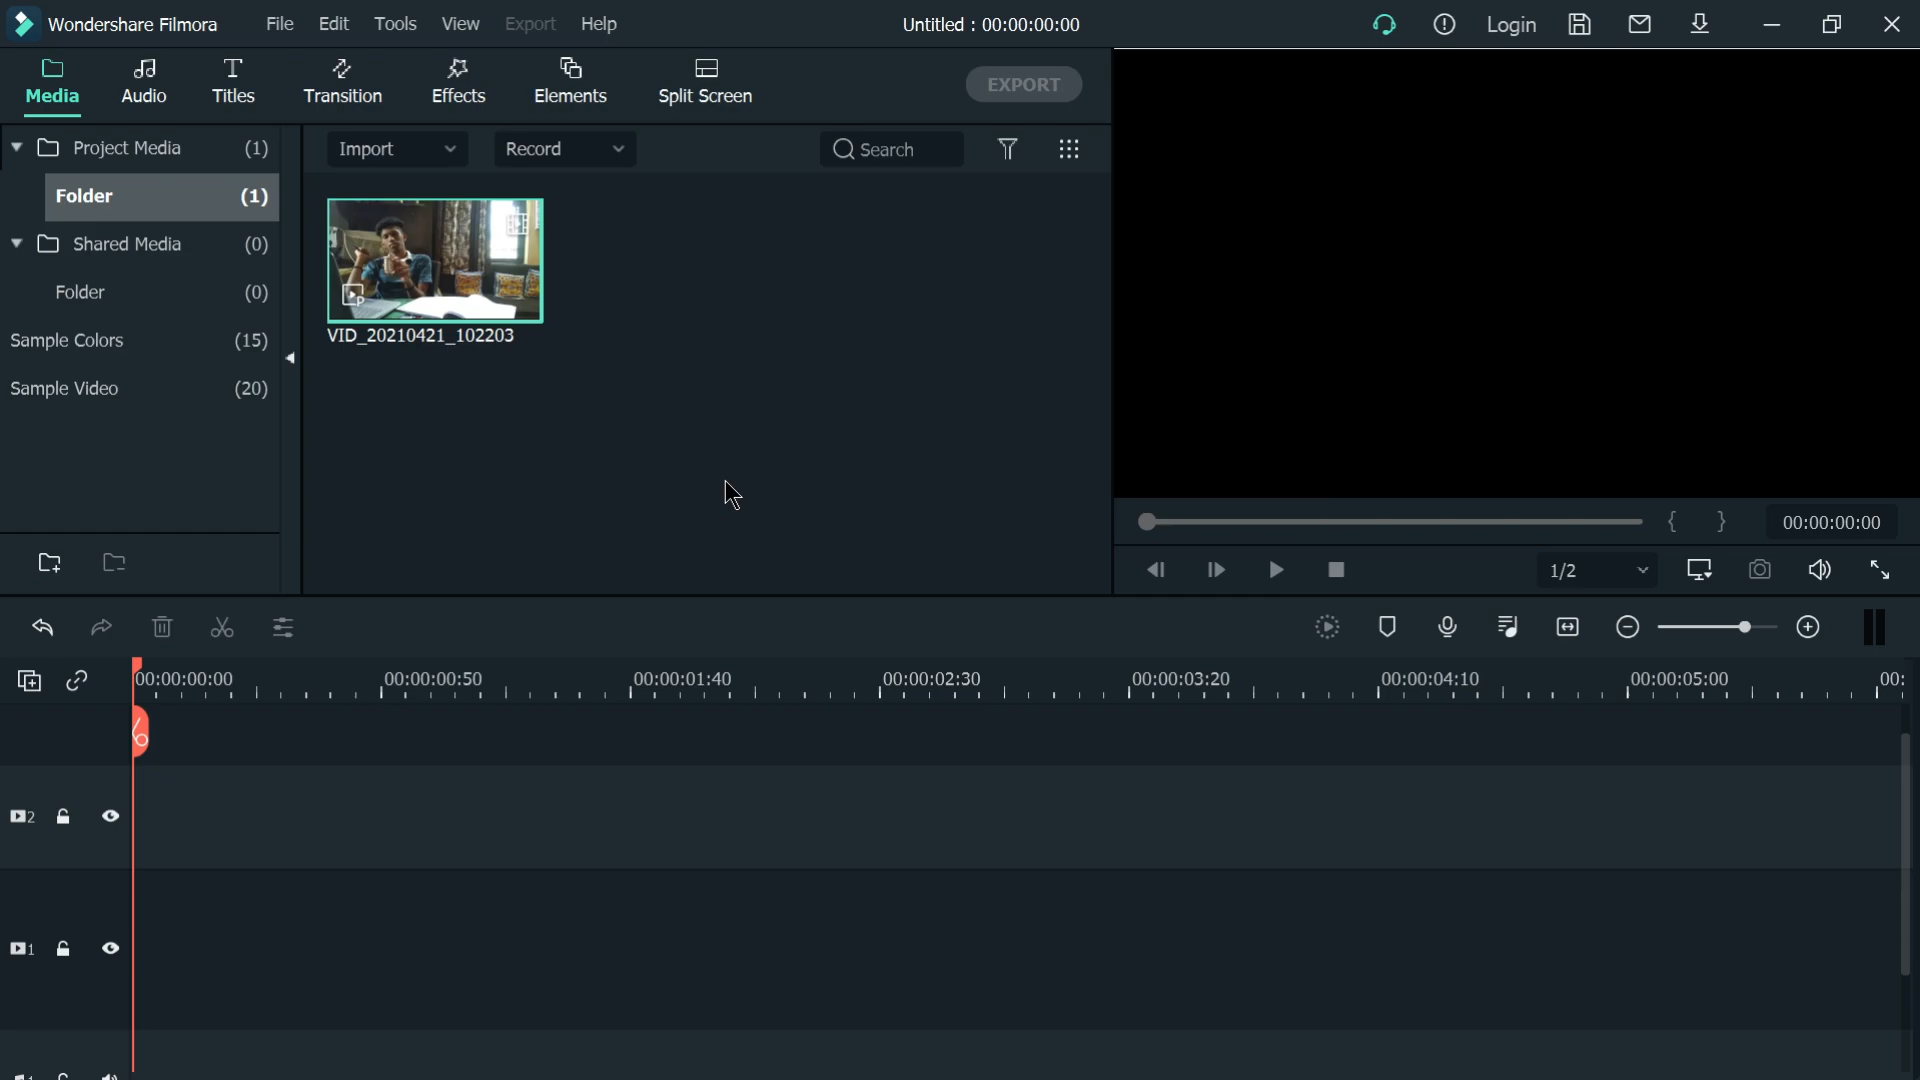 Wondershare Filmora File Edit Tools View Export Help Untitled : 00:00:00:00 Login
Media Audio Titles Transition Effects Elements Split Screen EXPORT
Project Media (1) Import Record Search
Folder (1)
Shared Media (0)
Folder (0)
VID_20210421_102203
Sample Colors (15)
Sample Video (20)
{ } 00:00:00:00
1/2
00:00:00:00 00:00:00:50 00:00:01:40 00:00:02:30 00:00:03:20 00:00:04:10 00:00:05:00 00:
2
1